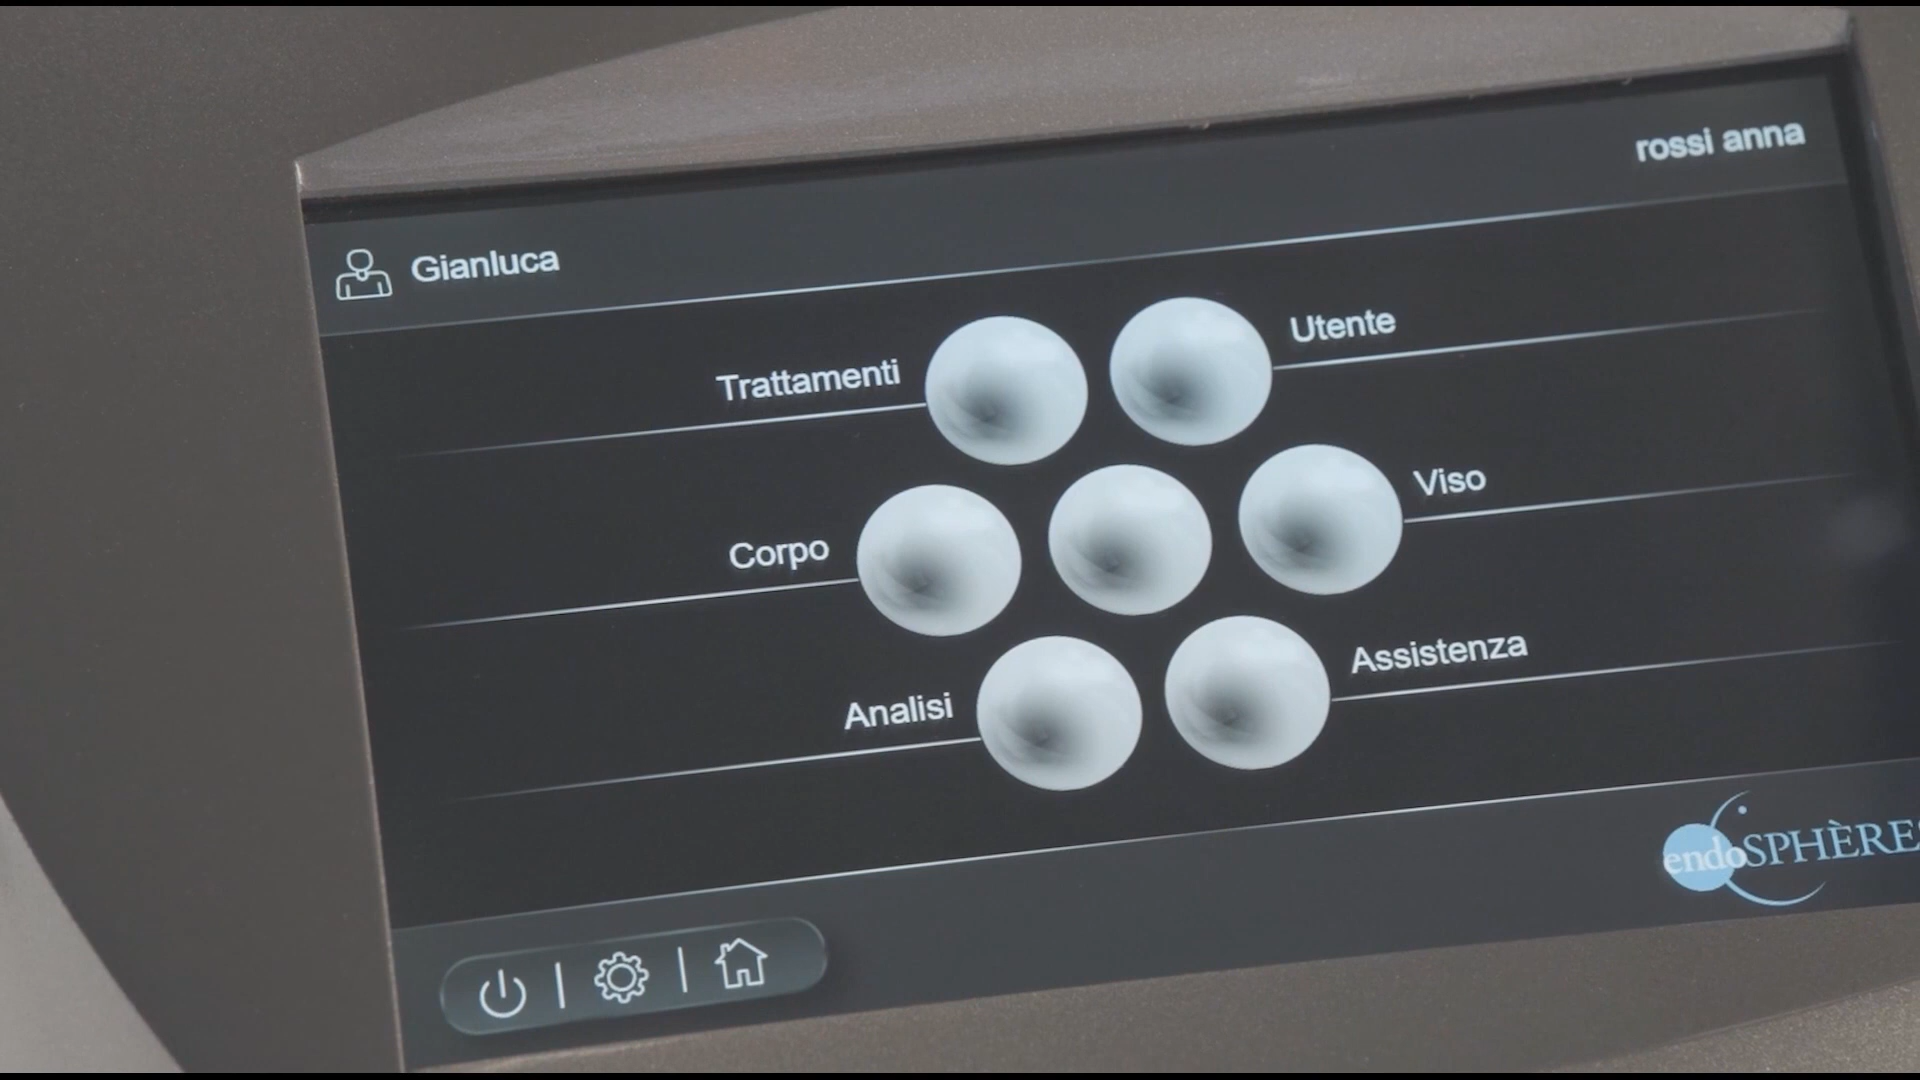 rossi anna
Gianluca
Trattamenti
Utente
Corpo
Viso
Analisi
Assistenza
endoSPHÈRES